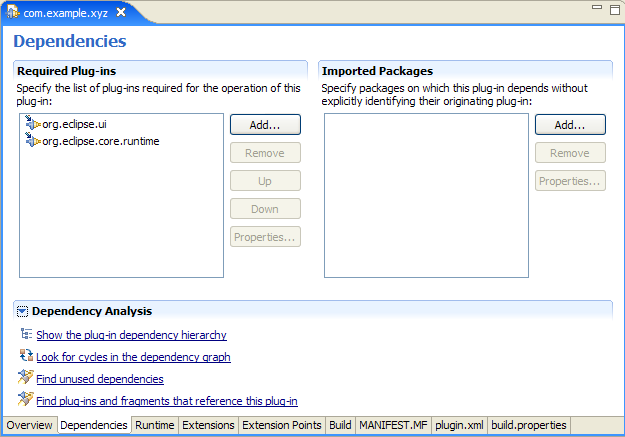 com.example.xyz
Dependencies
Required Plug-ins
Specify the list of plug-ins required for the operation of this
plug-in:
org.eclipse.ui
org.eclipse.core.runtime
Add...
Remove
Up
Down
Properties...
Imported Packages
Specify packages on which this plug-in depends without
explicitly identifying their originating plug-in:
Add...
Remove
Properties...
Dependency Analysis
Show the plug-in dependency hierarchy
Look for cycles in the dependency graph
Find unused dependencies
Find plug-ins and fragments that reference this plug-in
Overview Dependencies Runtime Extensions Extension Points Build MANIFEST.MF plugin.xml build.properties